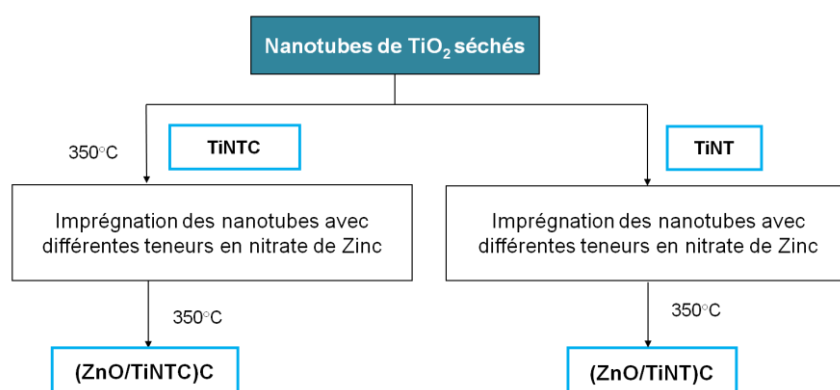 Nanotubes de TiO₂ séchés
350°C
TiNTC
TiNT
Imprégnation des nanotubes avec
différentes teneurs en nitrate de Zinc
Imprégnation des nanotubes avec
différentes teneurs en nitrate de Zinc
350°C
350°C
(ZnO/TiNTC)C
(ZnO/TiNT)C